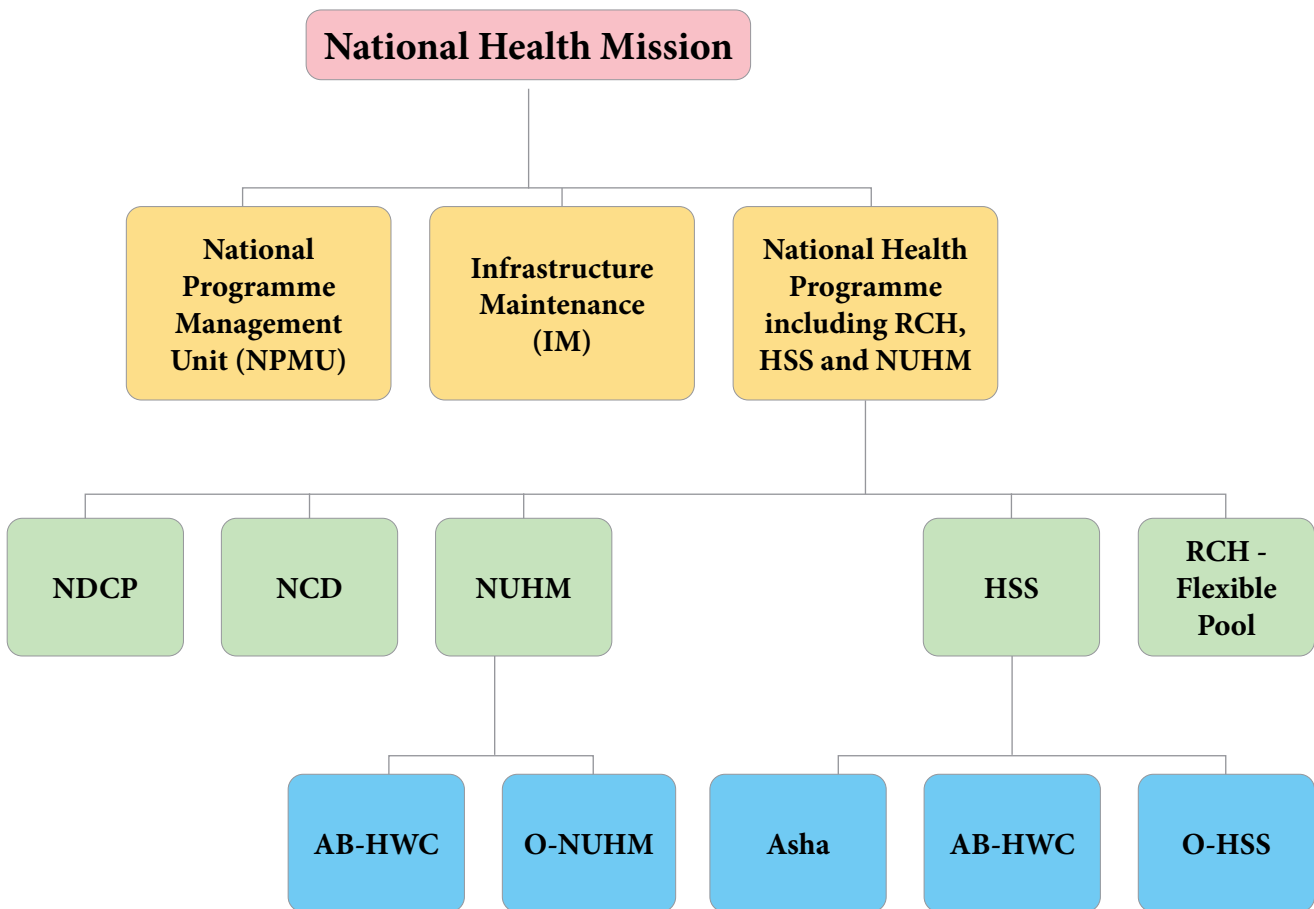 National Health Mission
National
Programme
Management
Unit (NPMU)
Infrastructure
Maintenance
(IM)
National Health
Programme
including RCH,
HSS and NUHM
NDCP
NCD
NUHM
HSS
RCH -
Flexible
Pool
AB-HWC
O-NUHM
Asha
AB-HWC
O-HSS